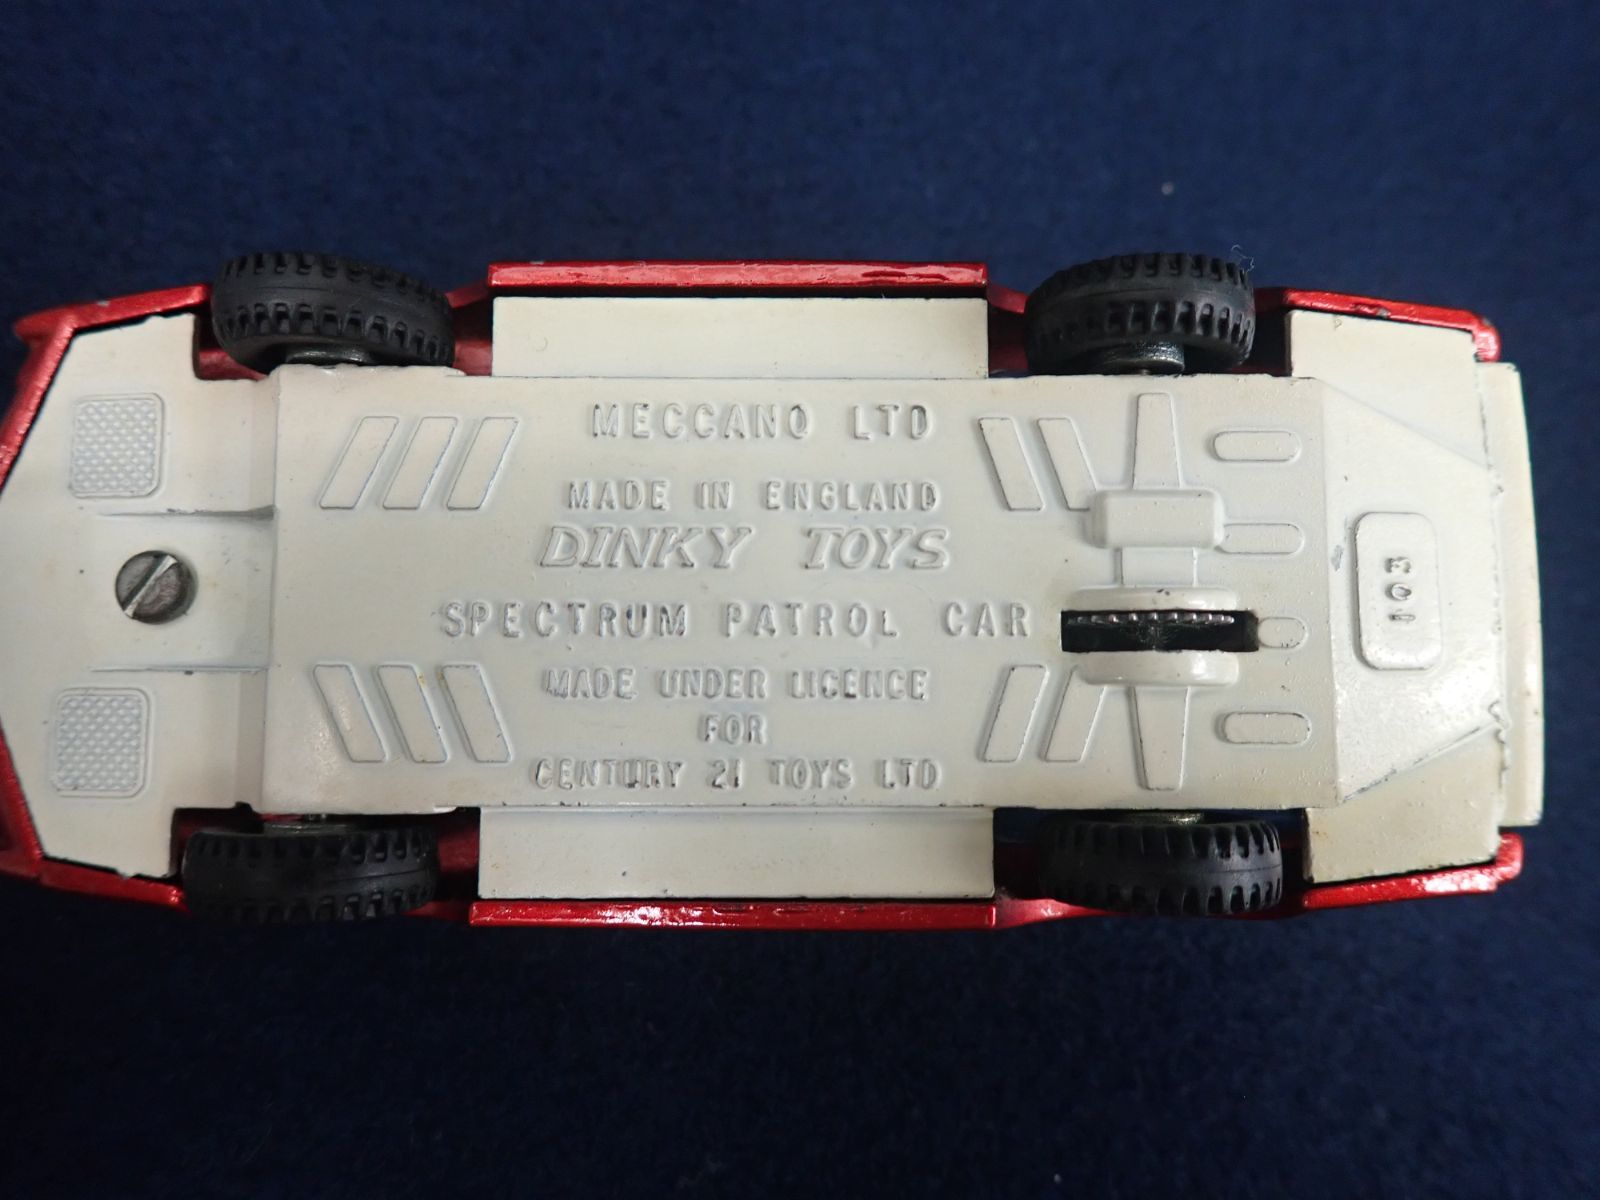 MECCANO LTD
MADE IN ENGLAND
DINKY TOYS
SPECTRUM PATROL CAR
MADE UNDER LICENCE
FOR
CENTURY 21 TOYS LTD
103